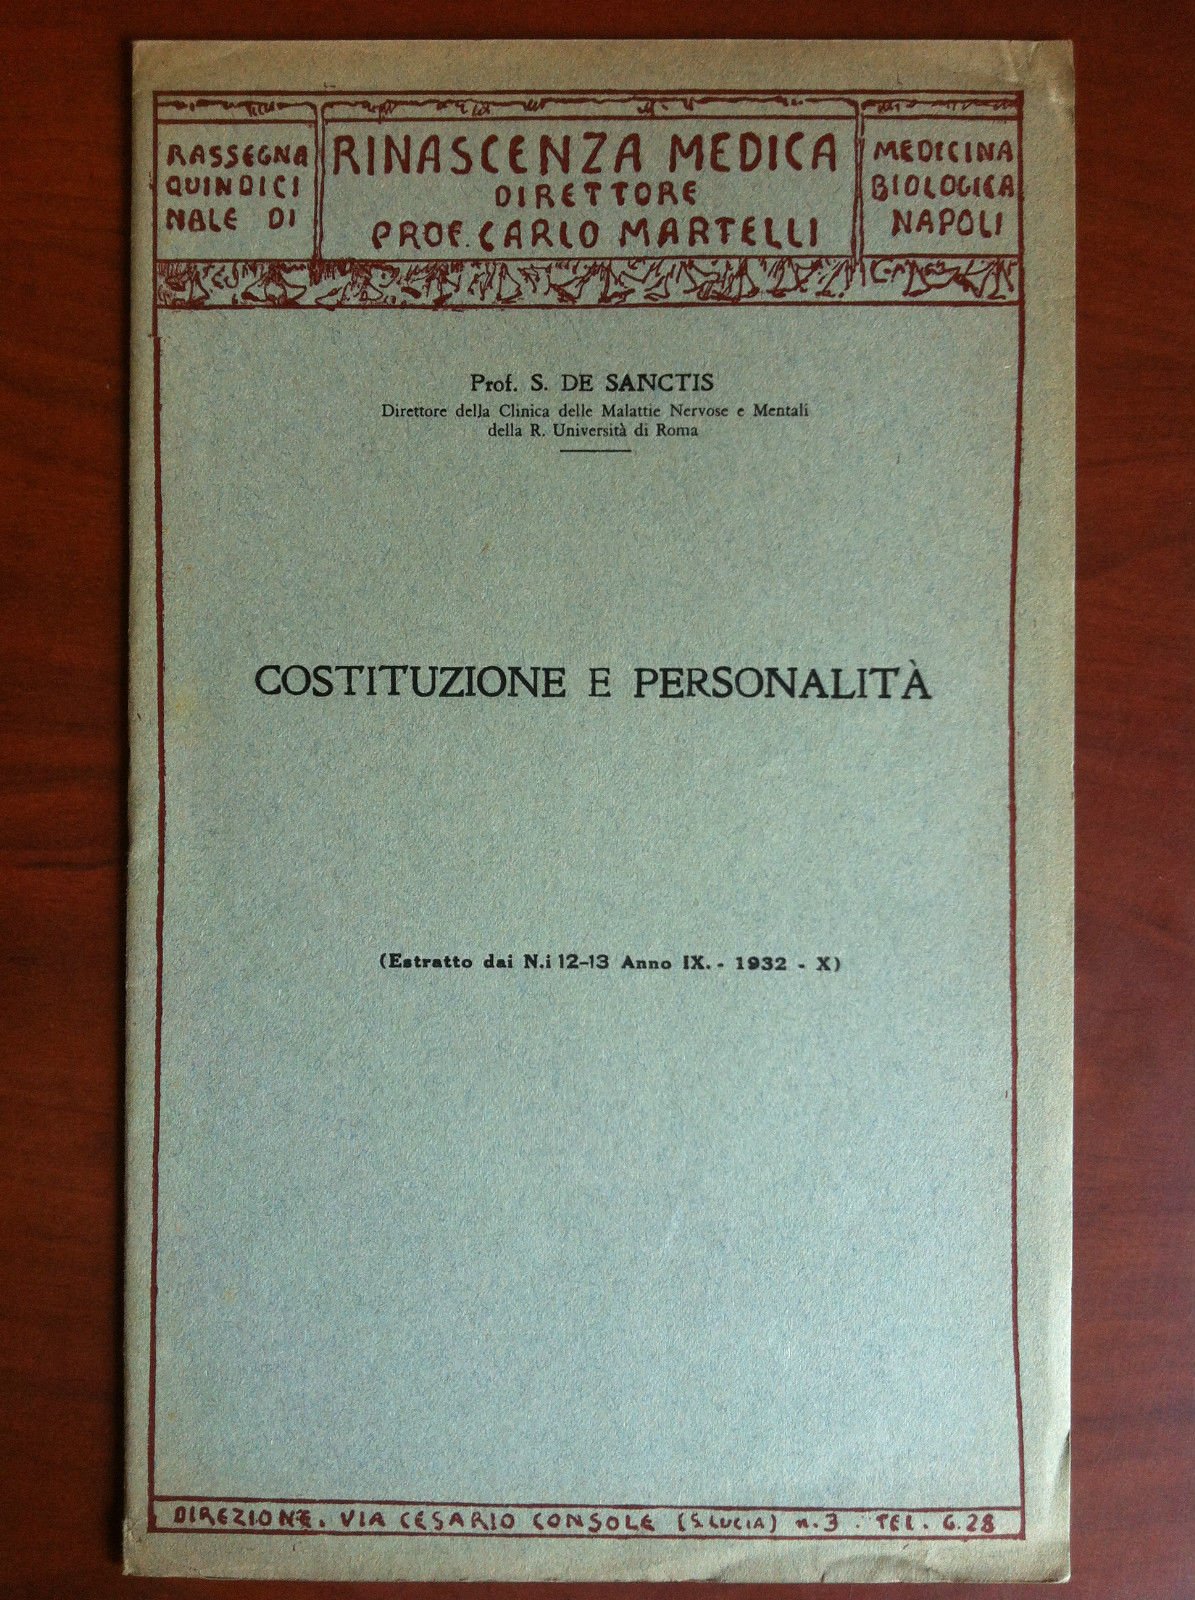 RASSEGNA
QUINDICI
NALE DI
RINASCENZA MEDICA
DIRETTORE
PROF. CARLO MARTELLI
MEDICINA
BIOLOGICA
NAPOLI
Prof. S. DE SANCTIS
Direttore della Clinica delle Malattie Nervose e Mentali
della R. Università di Roma
COSTITUZIONE E PERSONALITÀ
(Estratto dai N.i 12-13 Anno IX. - 1932 - X)
DIREZIONE. VIA CESARIO CONSOLE (S. LUCIA) n. 3 . TEL. 6.28